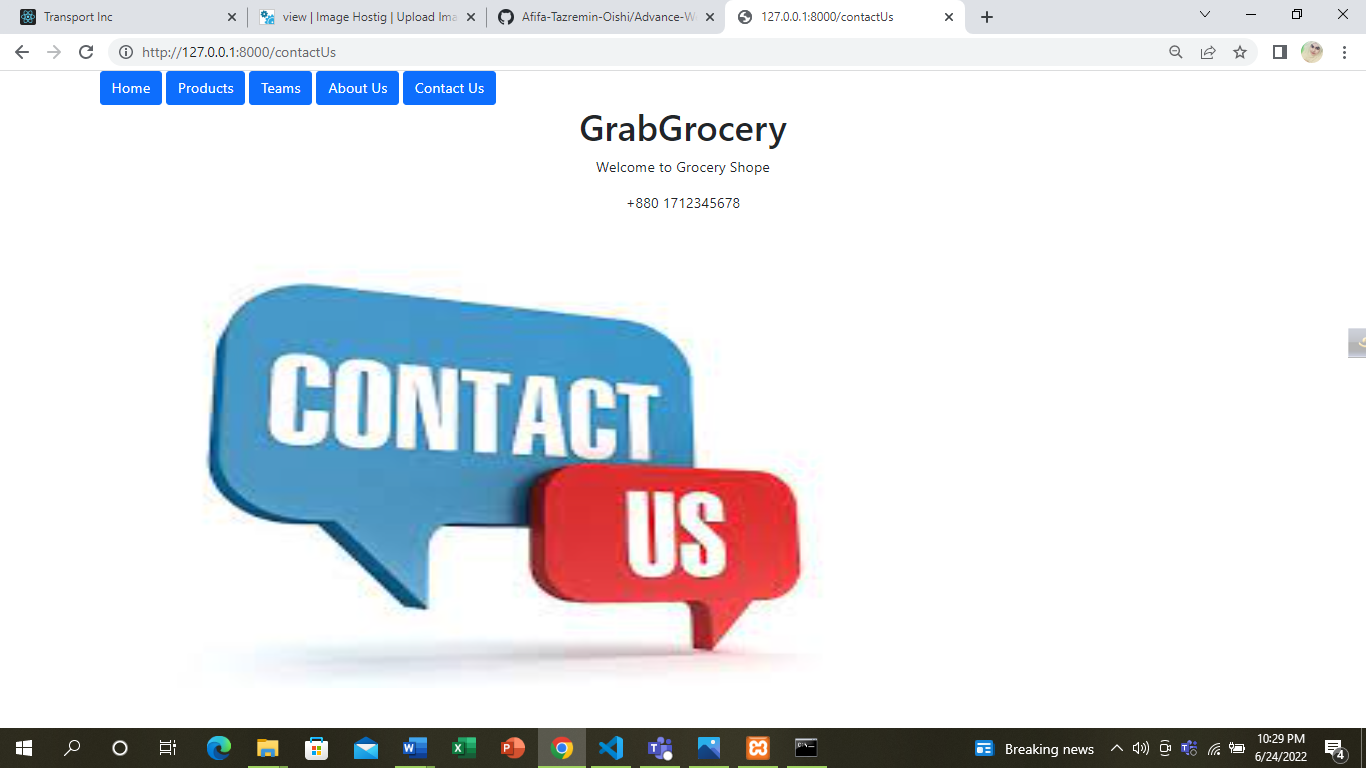 Transport Inc
view | Image Hostig | Upload Ima
Afifa-Tazremin-Oishi/Advance-W
127.0.0.1:8000/contactUs
http://127.0.0.1:8000/contactUs
Home
Products
Teams
About Us
Contact Us
GrabGrocery
Welcome to Grocery Shope
+880 1712345678
CONTACT
US
Breaking news
10:29 PM
6/24/2022
4